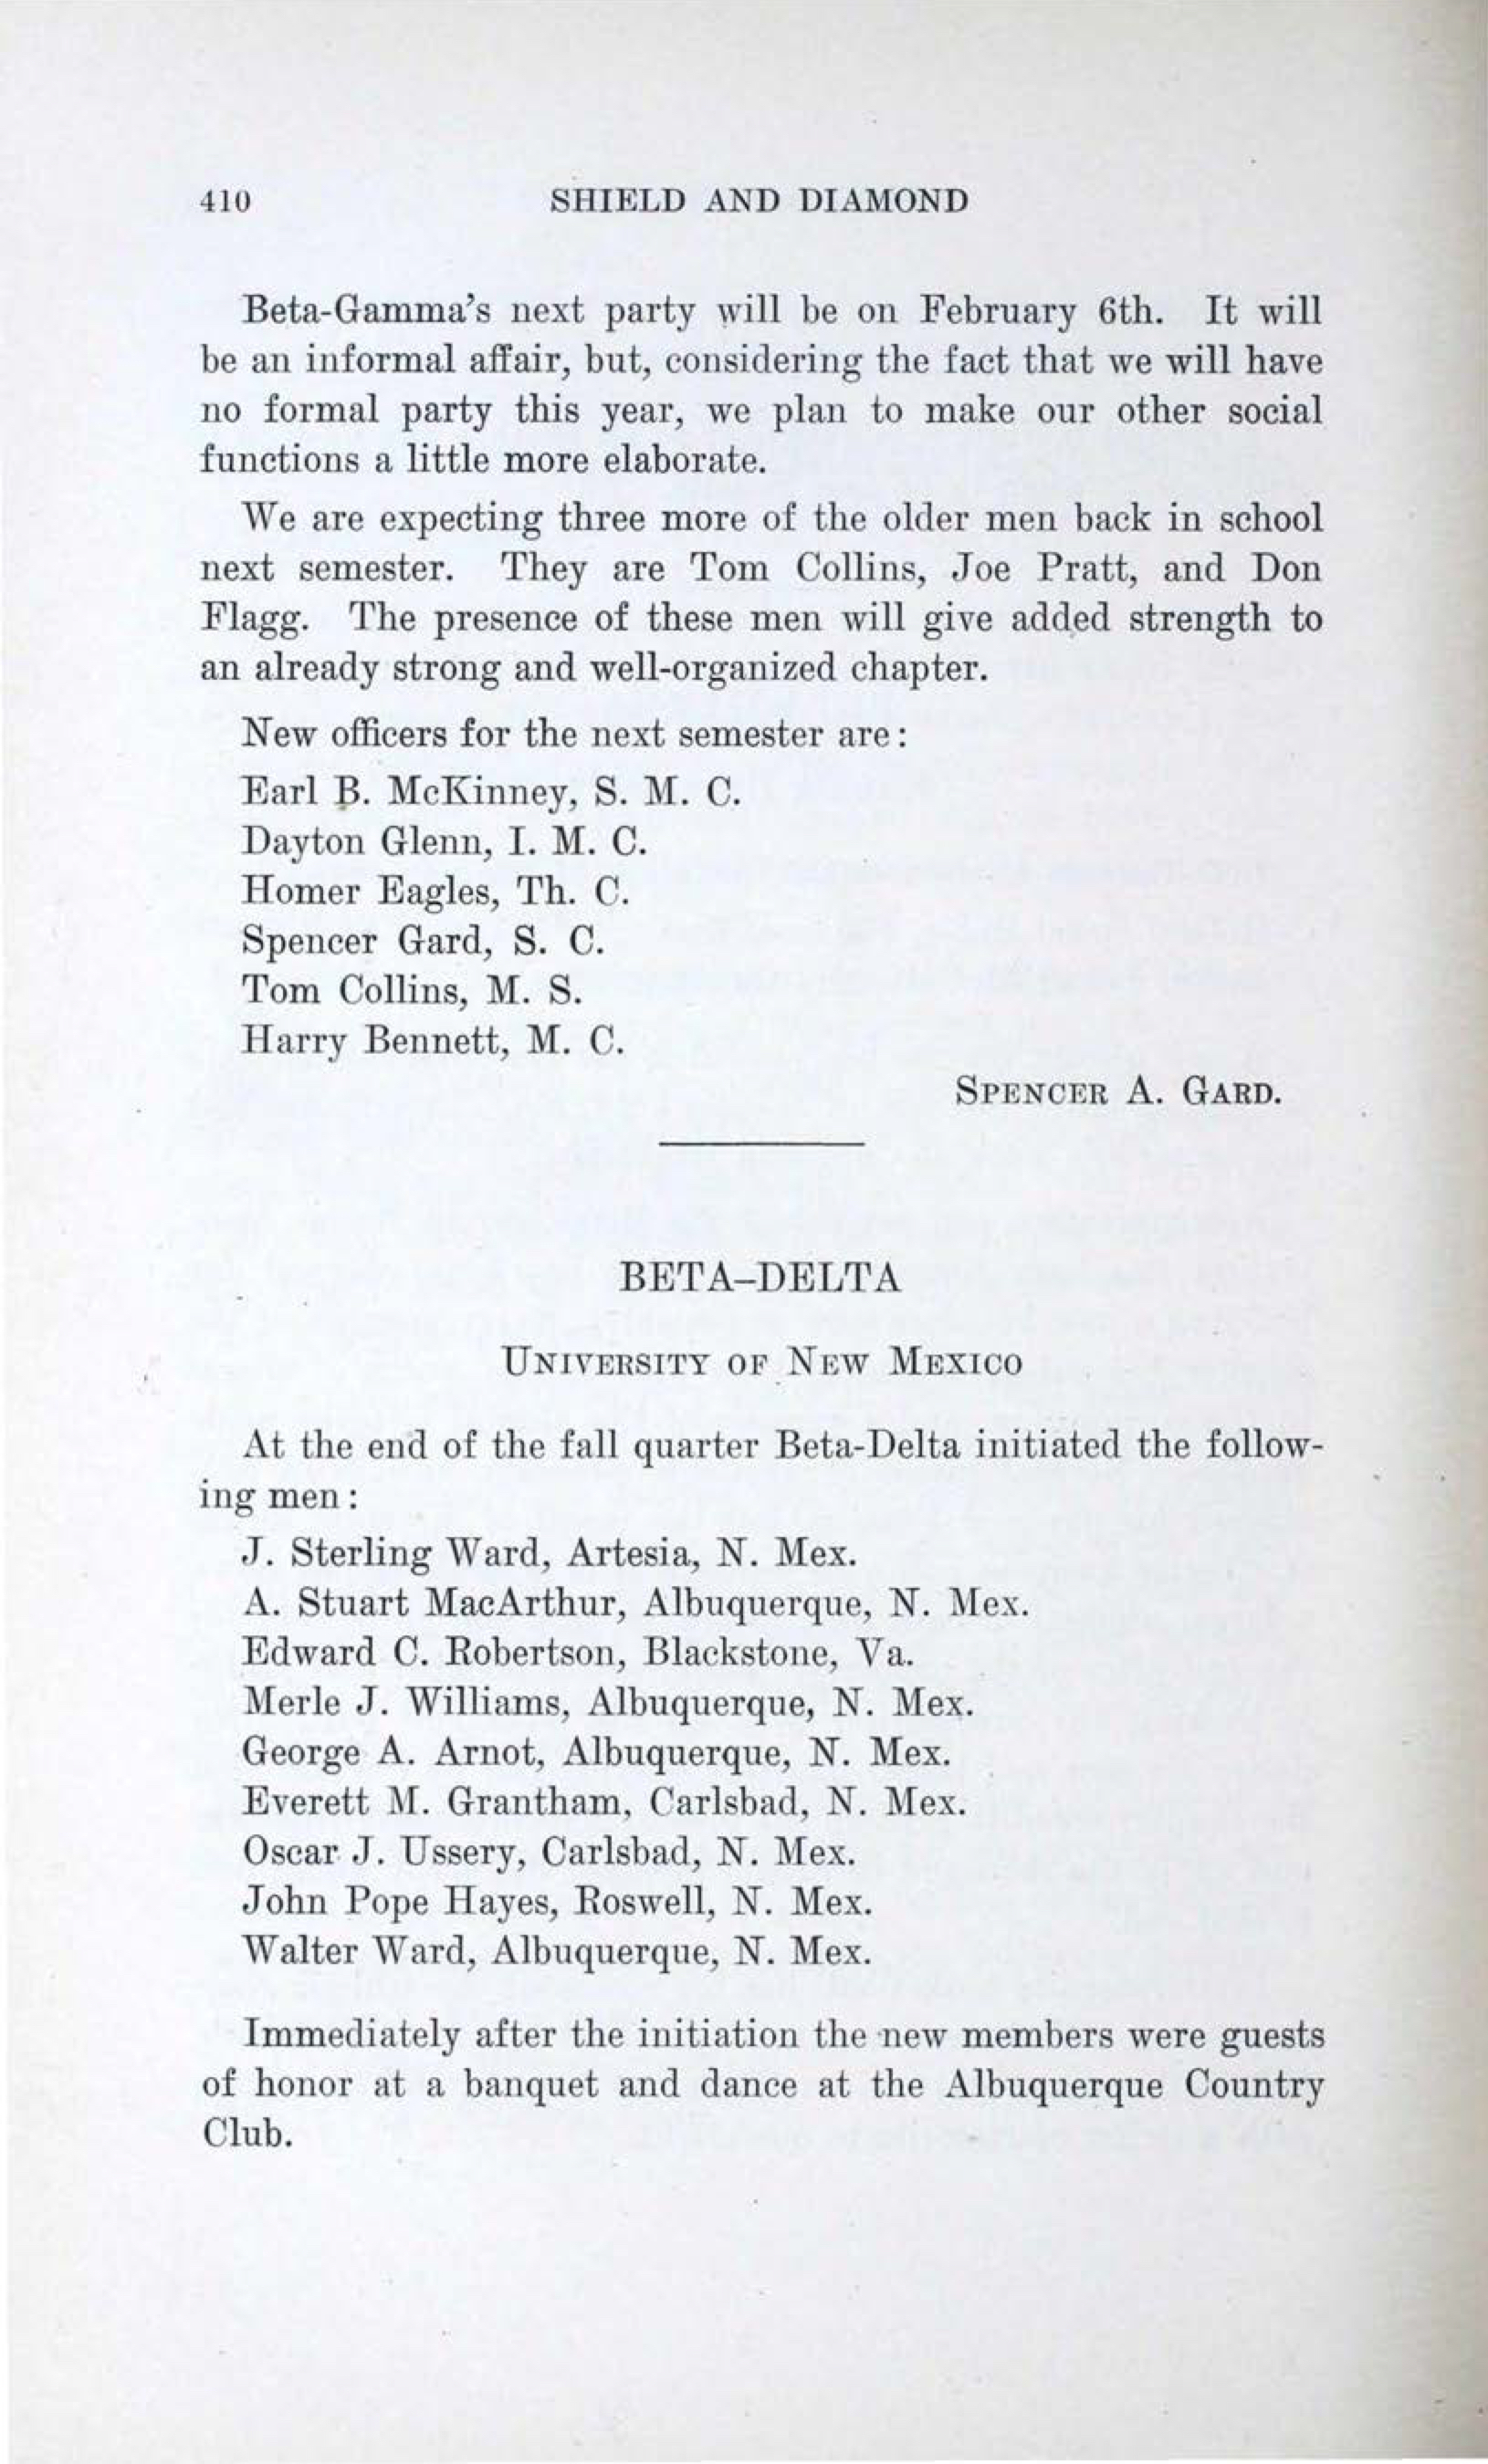 410 SHIELD AND DIAMOND
Beta-Gamma's next party will be on February 6th. It will
be an informal affair, but, considering the fact that we will have
no formal party this year, we plan to make our other social
functions a little more elaborate.
We are expecting three more of the older men back in school
next semester. They are Tom Collins, Joe Pratt, and Don
Flagg. The presence of these men will give added strength to
an already strong and well-organized chapter.
New officers for the next semester are:
Earl B. McKinney, S. M. C.
Dayton Glenn, I. M. C.
Homer Eagles, Th. C.
Spencer Gard, S. C.
Tom Collins, M. S.
Harry Bennett, M. C.
SPENCER A. GARD.
BETA–DELTA
UNIVERSITY OF NEW MEXICO
At the end of the fall quarter Beta-Delta initiated the follow-
ing men:
J. Sterling Ward, Artesia, N. Mex.
A. Stuart MacArthur, Albuquerque, N. Mex.
Edward C. Robertson, Blackstone, Va.
Merle J. Williams, Albuquerque, N. Mex.
George A. Arnot, Albuquerque, N. Mex.
Everett M. Grantham, Carlsbad, N. Mex.
Oscar J. Ussery, Carlsbad, N. Mex.
John Pope Hayes, Roswell, N. Mex.
Walter Ward, Albuquerque, N. Mex.
Immediately after the initiation the new members were guests
of honor at a banquet and dance at the Albuquerque Country
Club.